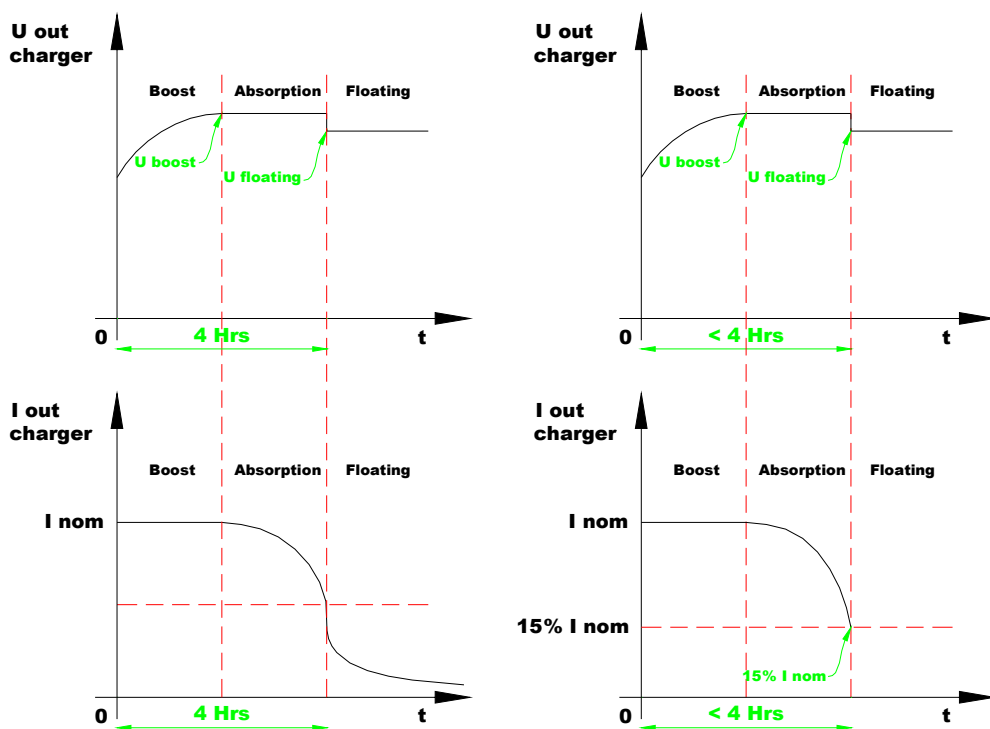 U out
charger
Boost Absorption Floating
U boost
U floating
0
4 Hrs
t
U out
charger
Boost Absorption Floating
U boost
U floating
0
< 4 Hrs
t
I out
charger
Boost Absorption Floating
I nom
0
4 Hrs
t
I out
charger
Boost Absorption Floating
I nom
15% I nom
15% I nom
0
< 4 Hrs
t